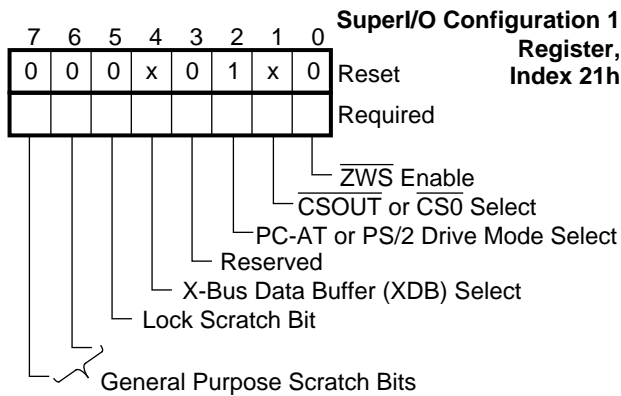 SuperI/O Configuration 1
Register,
Index 21h
7 6 5 4 3 2 1 0
0 0 0 x 0 1 x 0 Reset
Required
ZWS Enable
CSOUT or CS0 Select
PC-AT or PS/2 Drive Mode Select
Reserved
X-Bus Data Buffer (XDB) Select
Lock Scratch Bit
General Purpose Scratch Bits